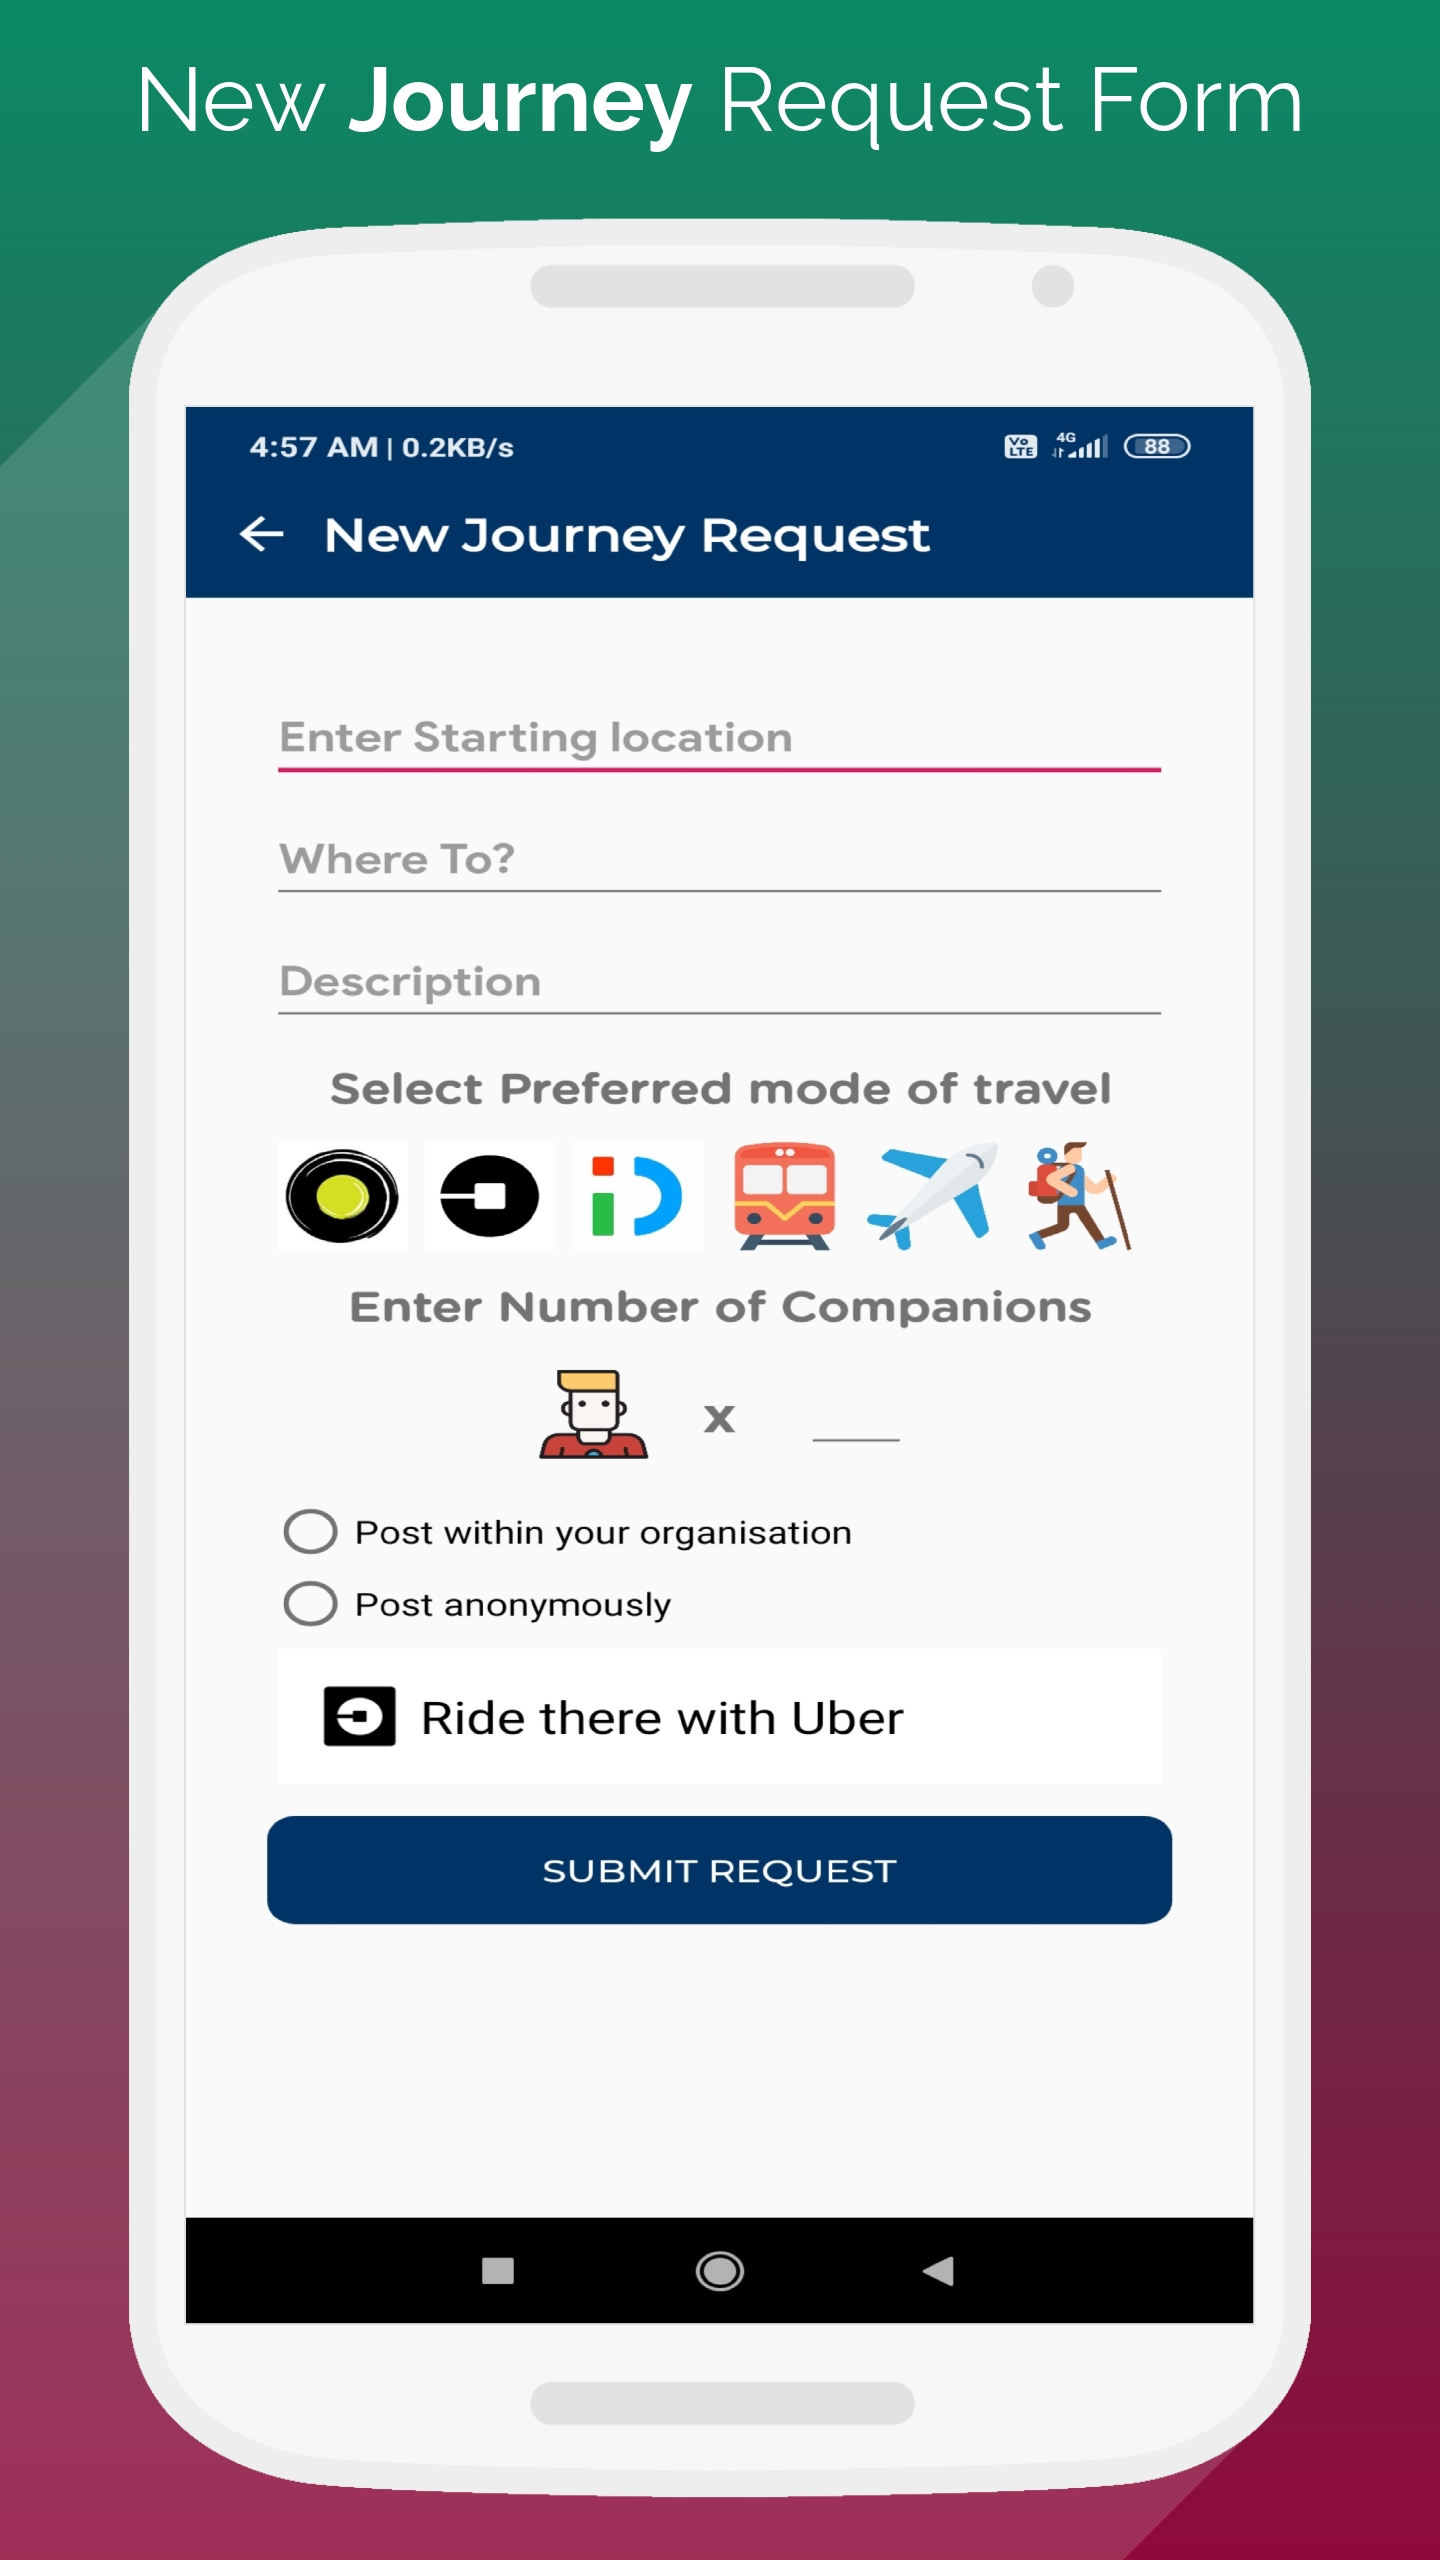 New Journey Request Form
4:57 AM | 0.2KB/s
Vo LTE 4G 88
New Journey Request
Enter Starting location
Where To?
Description
Select Preferred mode of travel
Enter Number of Companions
x
Post within your organisation
Post anonymously
Ride there with Uber
SUBMIT REQUEST